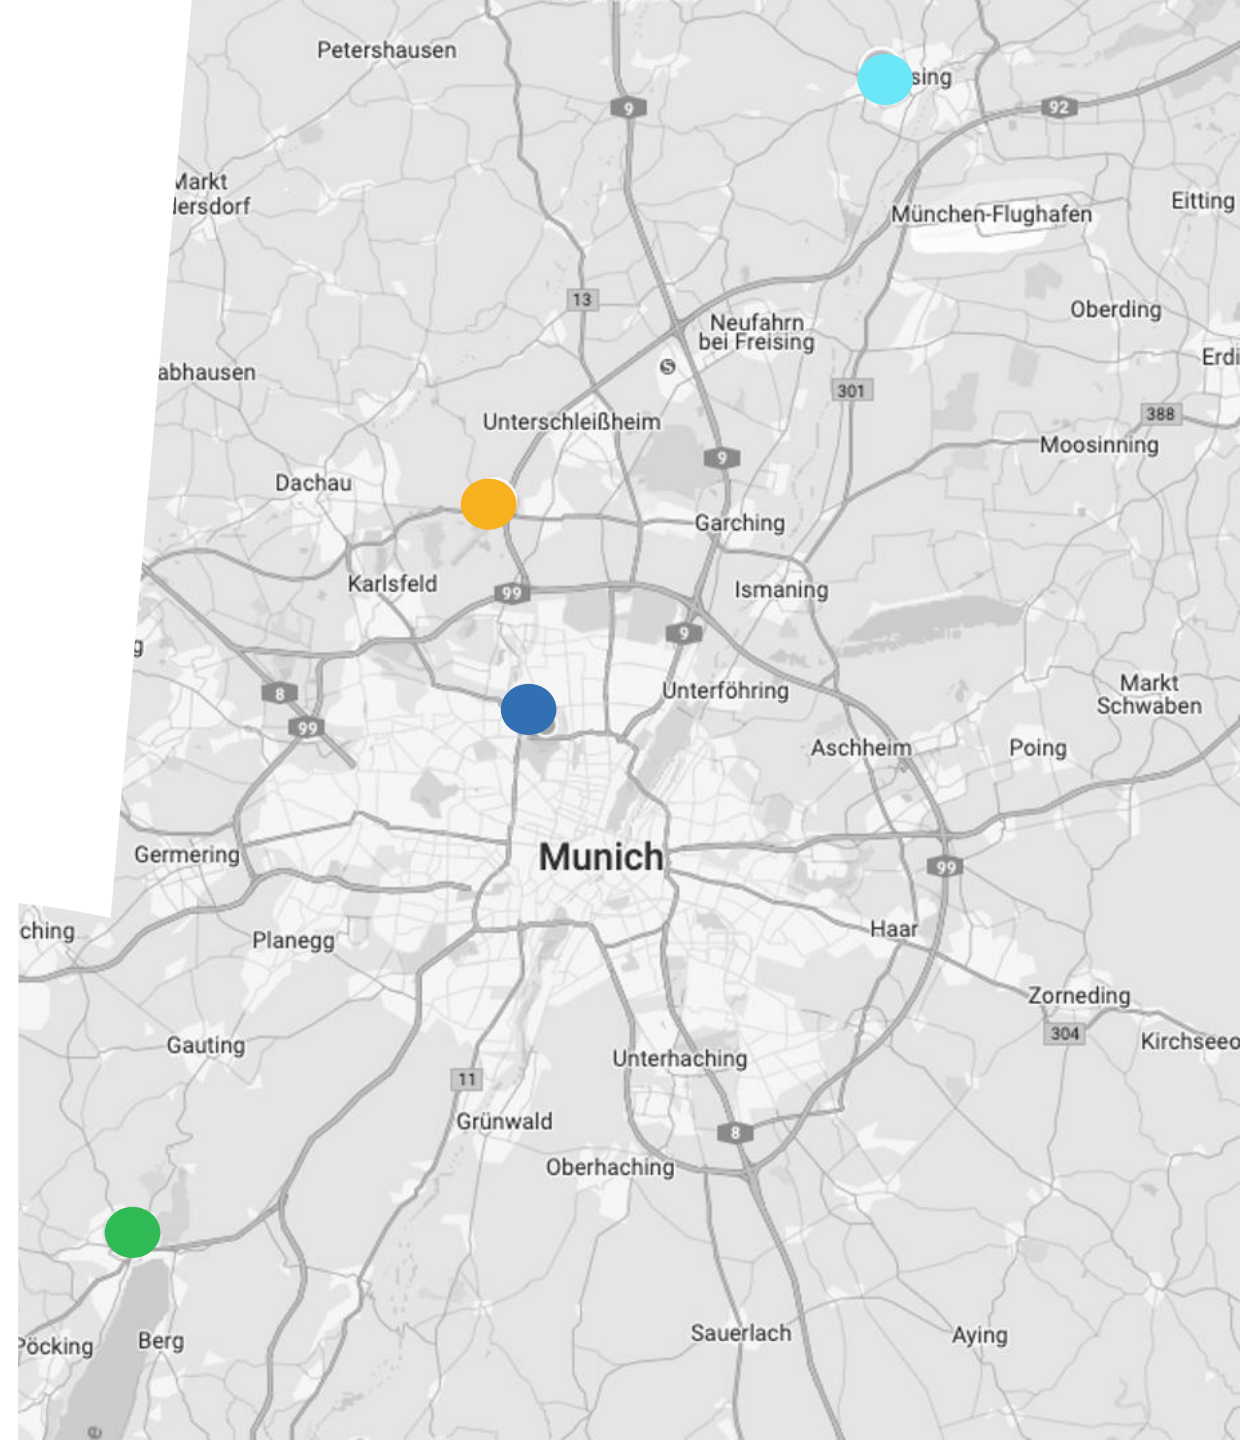 Petershausen
9
sing
92
Markt
dersdorf
Eitting
München-Flughafen
13
Oberding
Neufahrn
bei Freising
S
Erdi
abhausen
301
388
Unterschleißheim
Moosinning
9
Dachau
Garching
Karlsfeld
99
Ismaning
9
g
8
Unterföhring
Markt
Schwaben
99
Aschheim
Poing
Germering
Munich
99
ching
Planegg
Haar
Zorneding
304
Kirchseeo
Gauting
Unterhaching
11
Grünwald
8
Oberhaching
Sauerlach
Aying
Pöcking
Berg
e